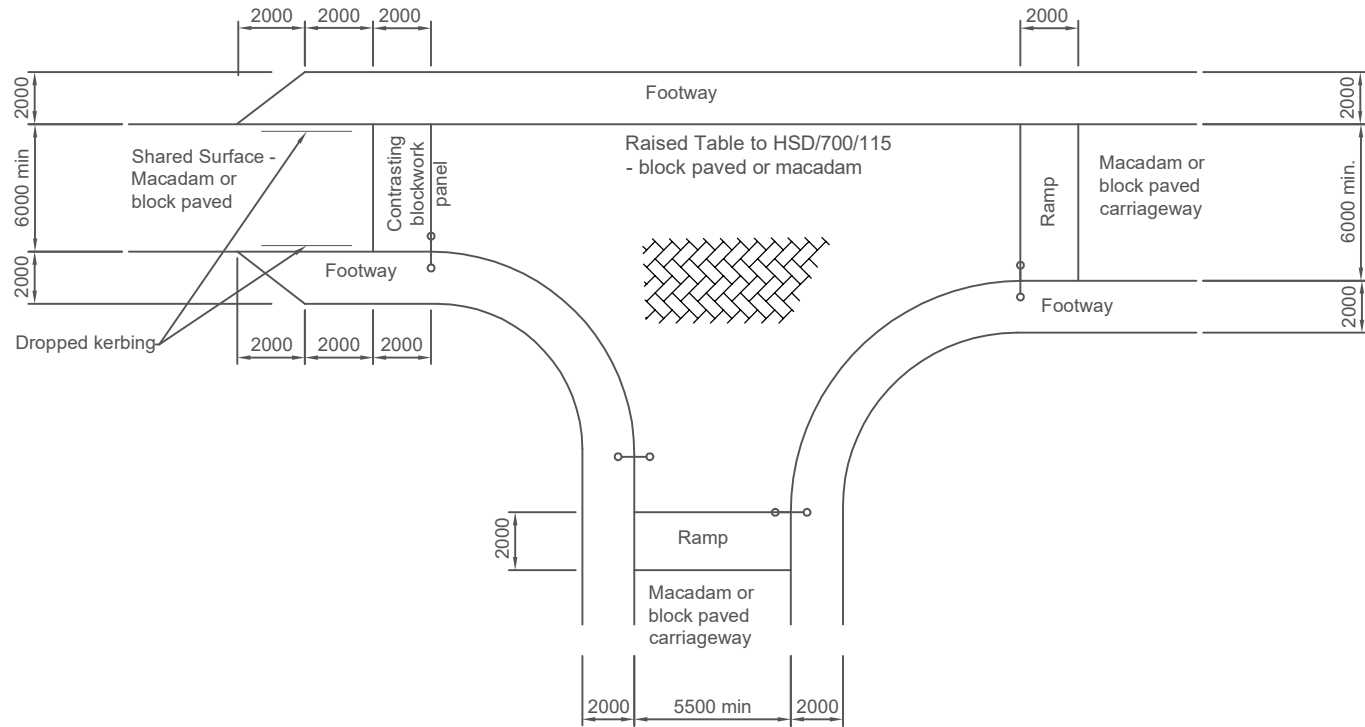 2000
2000
2000
2000
2000
Footway
2000
Shared Surface -
Macadam or
block paved
6000 min
Contrasting
blockwork
panel
Raised Table to HSD/700/115
- block paved or macadam
Ramp
Macadam or
block paved
carriageway
6000 min.
Footway
2000
Footway
2000
Dropped kerbing
2000
2000
2000
2000
Ramp
Macadam or
block paved
carriageway
2000
5500 min
2000